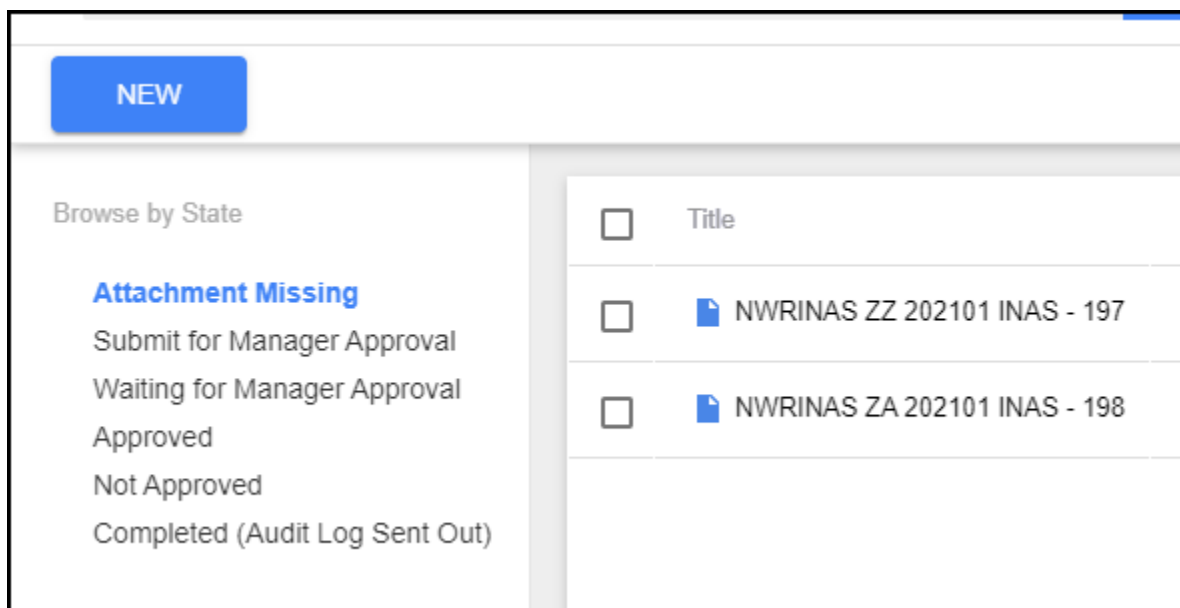 NEW
Browse by State
Attachment Missing
Submit for Manager Approval
Waiting for Manager Approval
Approved
Not Approved
Completed (Audit Log Sent Out)
Title
NWRINAS ZZ 202101 INAS - 197
NWRINAS ZA 202101 INAS - 198